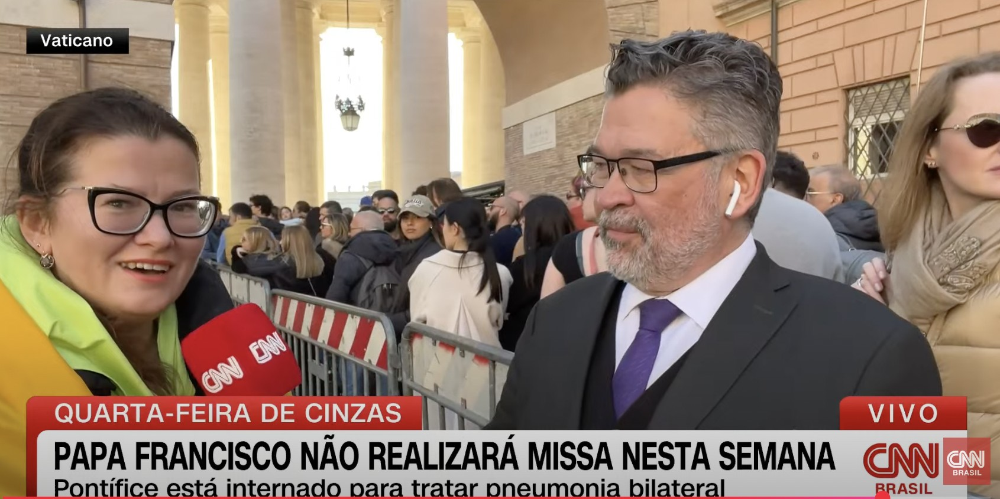 Vaticano
CNN
CNN
QUARTA-FEIRA DE CINZAS
VIVO
PAPA FRANCISCO NÃO REALIZARÁ MISSA NESTA SEMANA
Pontífice está internado para tratar pneumonia bilateral
CNN
BRASIL
CNN
BRASIL